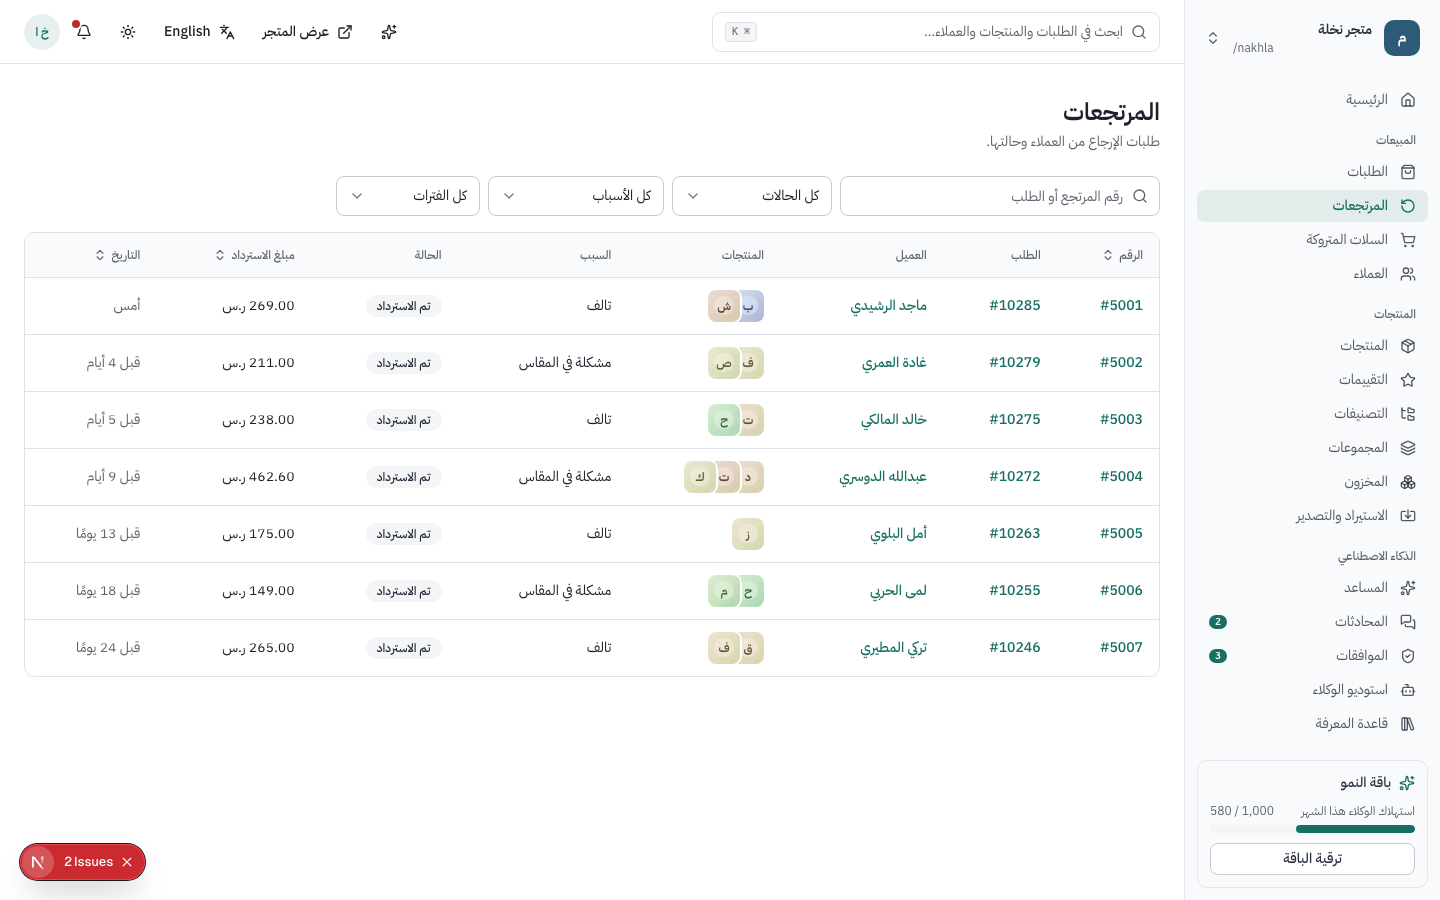 م
متجر نخلة
/nakhla
ابحث في الطلبات والمنتجات والعملاء...
⌘ K
عرض المتجر
English
خ ا
الرئيسية
المبيعات
الطلبات
المرتجعات
السلات المتروكة
العملاء
المنتجات
المنتجات
التقييمات
التصنيفات
المجموعات
المخزون
الاستيراد والتصدير
الذكاء الاصطناعي
المساعد
المحادثات 2
الموافقات 3
استوديو الوكلاء
قاعدة المعرفة
باقة النمو
استهلاك الوكلاء هذا الشهر 580 / 1,000
ترقية الباقة
المرتجعات
طلبات الإرجاع من العملاء وحالتها.
رقم المرتجع أو الطلب كل الحالات كل الأسباب كل الفترات
الرقم الطلب العميل المنتجات السبب الحالة مبلغ الاسترداد التاريخ
#5001 #10285 ماجد الرشيدي ب ش تالف تم الاسترداد 269.00 ر.س أمس
#5002 #10279 غادة العمري ف ص مشكلة في المقاس تم الاسترداد 211.00 ر.س قبل 4 أيام
#5003 #10275 خالد المالكي ت ح تالف تم الاسترداد 238.00 ر.س قبل 5 أيام
#5004 #10272 عبدالله الدوسري د ت ك مشكلة في المقاس تم الاسترداد 462.60 ر.س قبل 9 أيام
#5005 #10263 أمل البلوي ز تالف تم الاسترداد 175.00 ر.س قبل 13 يومًا
#5006 #10255 لمى الحربي ح م مشكلة في المقاس تم الاسترداد 149.00 ر.س قبل 18 يومًا
#5007 #10246 تركي المطيري ق ف تالف تم الاسترداد 265.00 ر.س قبل 24 يومًا
N 2 Issues